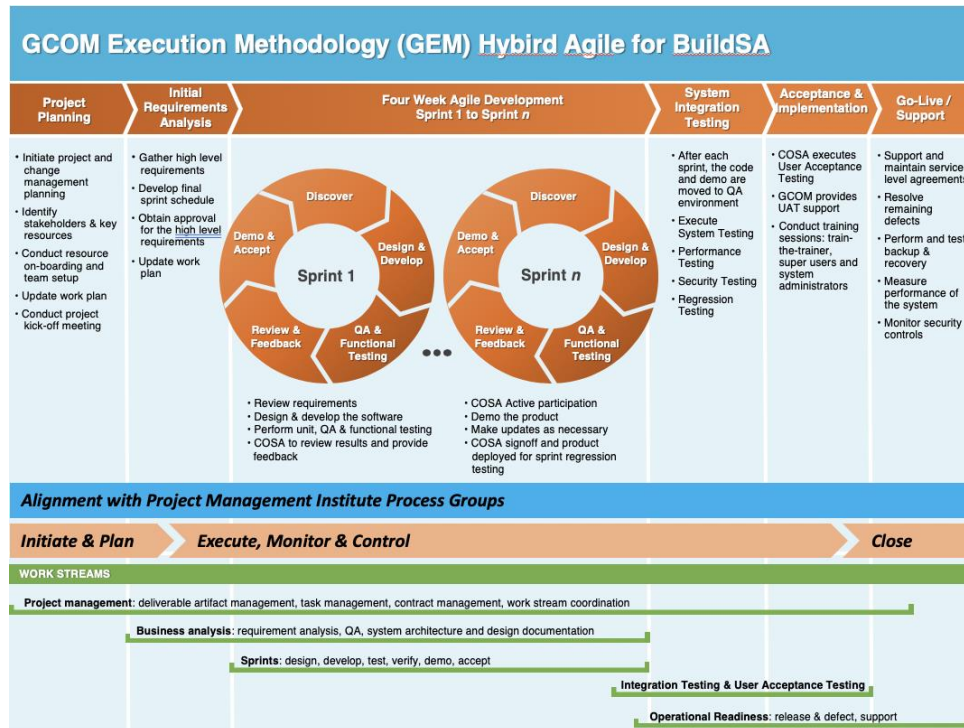 GCOM Execution Methodology (GEM) Hybird Agile for BuildSA
Project
Planning
Initial
Requirements
Analysis
Four Week Agile Development
Sprint 1 to Sprint n
System
Integration
Testing
Acceptance &
Implementation
Go-Live /
Support
• Initiate project and
change
management
planning
• Identify
stakeholders & key
resources
• Conduct resource
on-boarding and
team setup
• Update work plan
• Conduct project
kick-off meeting
• Gather high level
requirements
• Develop final
sprint schedule
• Obtain approval
for the high level
requirements
• Update work
plan
Discover
Design &
Develop
QA &
Functional
Testing
Review &
Feedback
Demo &
Accept
Sprint 1
•••
Discover
Design &
Develop
QA &
Functional
Testing
Review &
Feedback
Demo &
Accept
Sprint n
• Review requirements
• Design & develop the software
• Perform unit, QA & functional testing
• COSA to review results and provide
feedback
• COSA Active participation
• Demo the product
• Make updates as necessary
• COSA signoff and product
deployed for sprint regression
testing
• After each
sprint, the code
and demo are
moved to QA
environment
• Execute
System Testing
• Performance
Testing
• Security Testing
• Regression
Testing
• COSA executes
User Acceptance
Testing
• GCOM provides
UAT support
• Conduct training
sessions: train-
the-trainer,
super users and
system
administrators
• Support and
maintain service
level agreements
• Resolve
remaining
defects
• Perform and test
backup &
recovery
• Measure
performance of
the system
• Monitor security
controls
Alignment with Project Management Institute Process Groups
Initiate & Plan
Execute, Monitor & Control
Close
WORK STREAMS
Project management: deliverable artifact management, task management, contract management, work stream coordination
Business analysis: requirement analysis, QA, system architecture and design documentation
Sprints: design, develop, test, verify, demo, accept
Integration Testing & User Acceptance Testing
Operational Readiness: release & defect, support